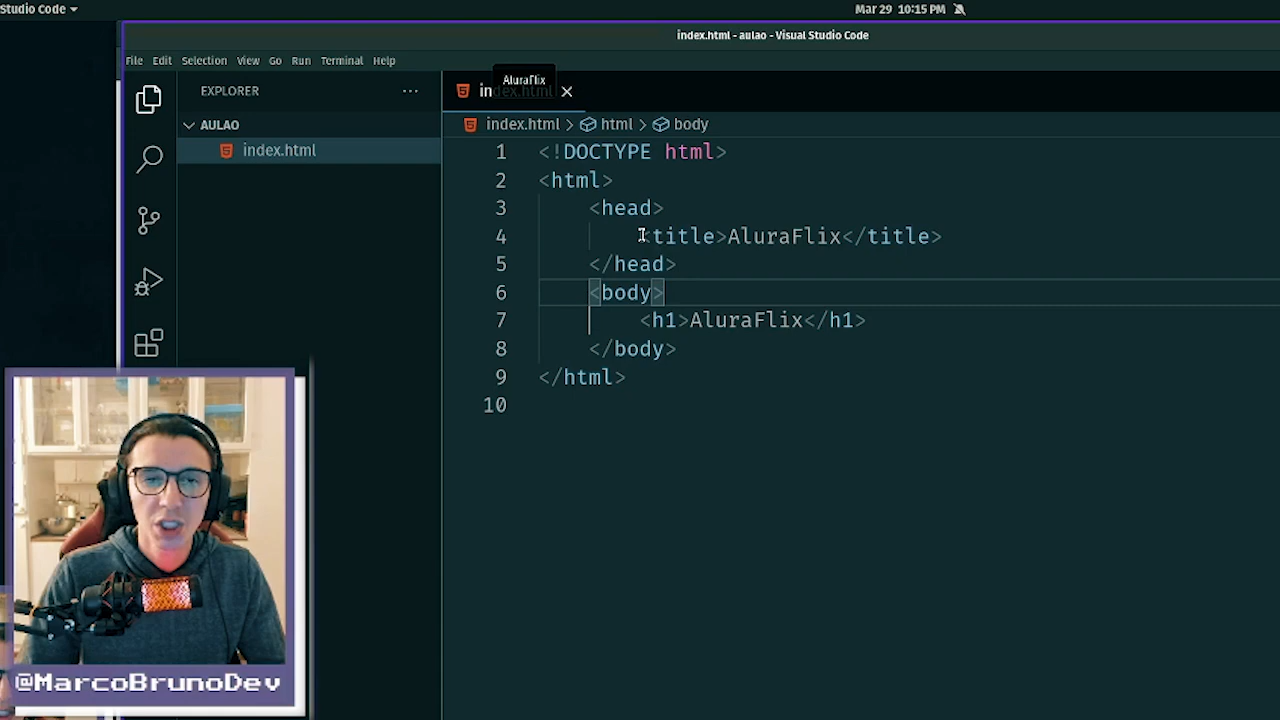 Studio Code
Mar 29 10:15 PM
index.html - aulao - Visual Studio Code
File Edit Selection View Go Run Terminal Help
AluraFlix
EXPLORER
index.html
AULAO
index.html > html > body
index.html
1 <!DOCTYPE html>
2 <html>
3 <head>
4 <title>AluraFlix</title>
5 </head>
6 <body>
7 <h1>AluraFlix</h1>
8 </body>
9 </html>
10
@MarcoBrunoDev